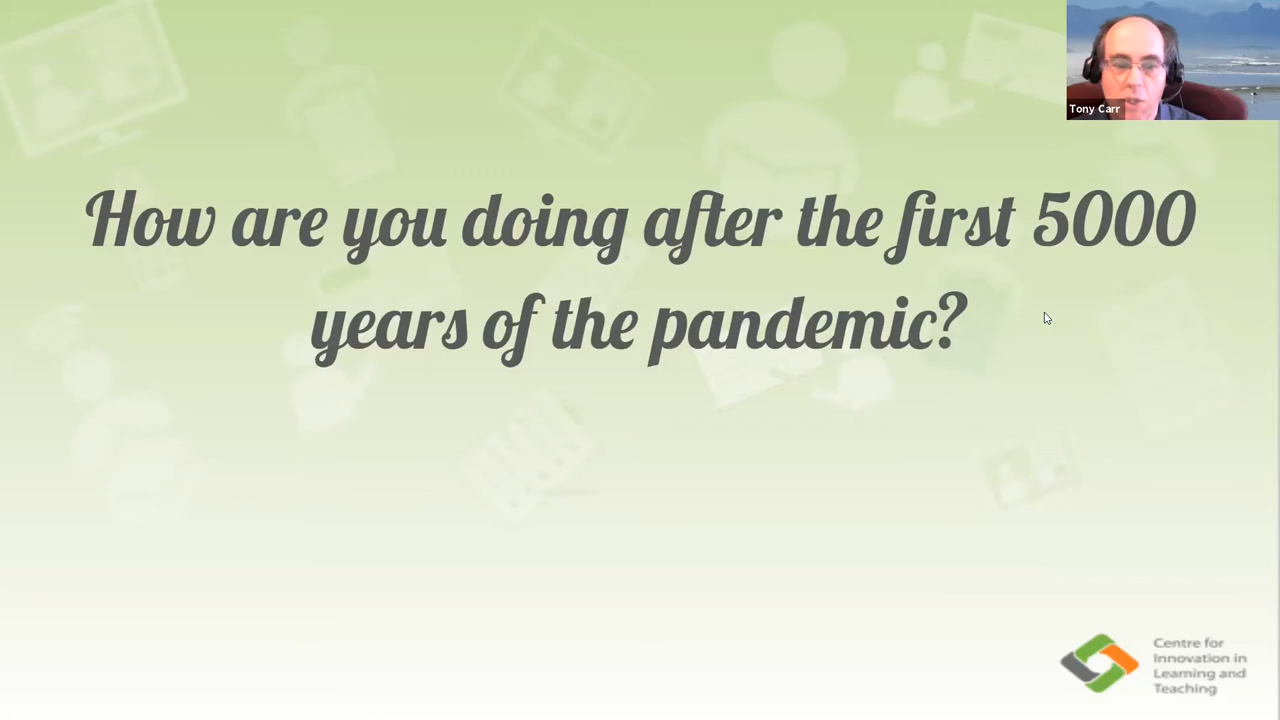 Tony Carr
How are you doing after the first 5000
years of the pandemic?
Centre for
Innovation in
Learning and
Teaching